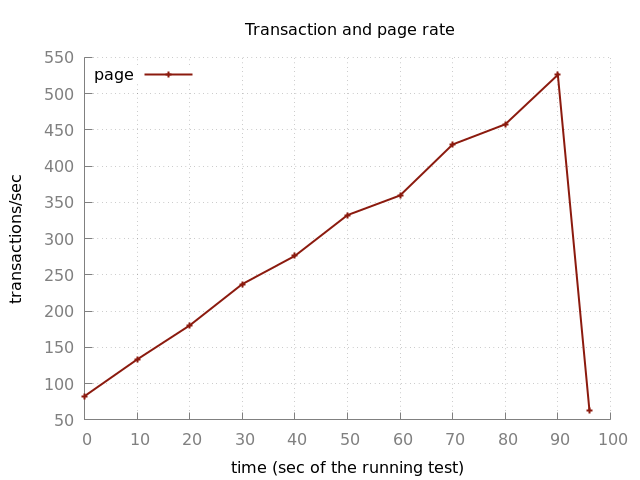 Transaction and page rate
page
550
500
450
400
350
300
250
200
150
100
50
transactions/sec
0 10 20 30 40 50 60 70 80 90 100
time (sec of the running test)